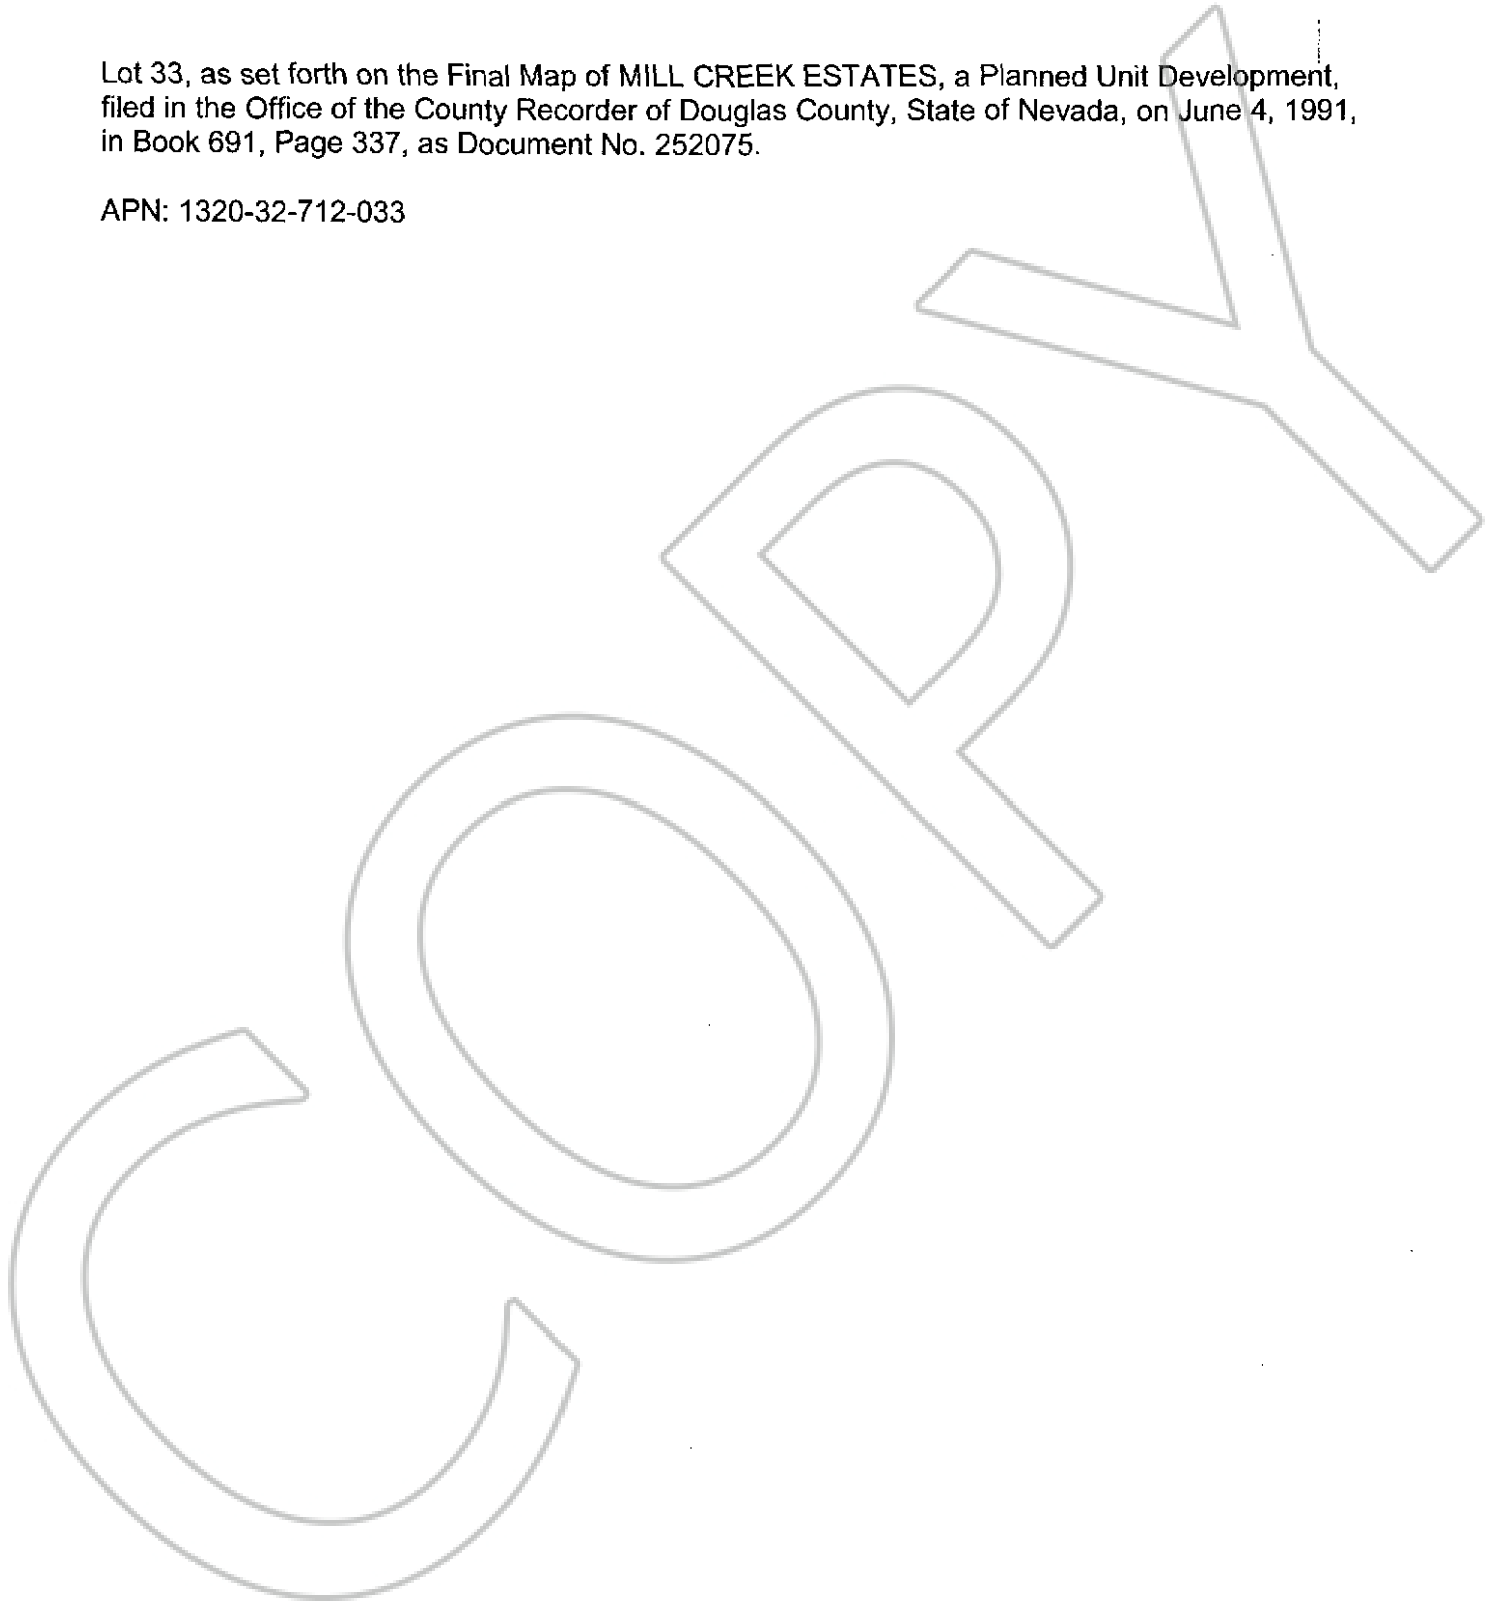 Lot 33, as set forth on the Final Map of MILL CREEK ESTATES, a Planned Unit Development,
filed in the Office of the County Recorder of Douglas County, State of Nevada, on June 4, 1991,
in Book 691, Page 337, as Document No. 252075.
APN: 1320-32-712-033
COPY